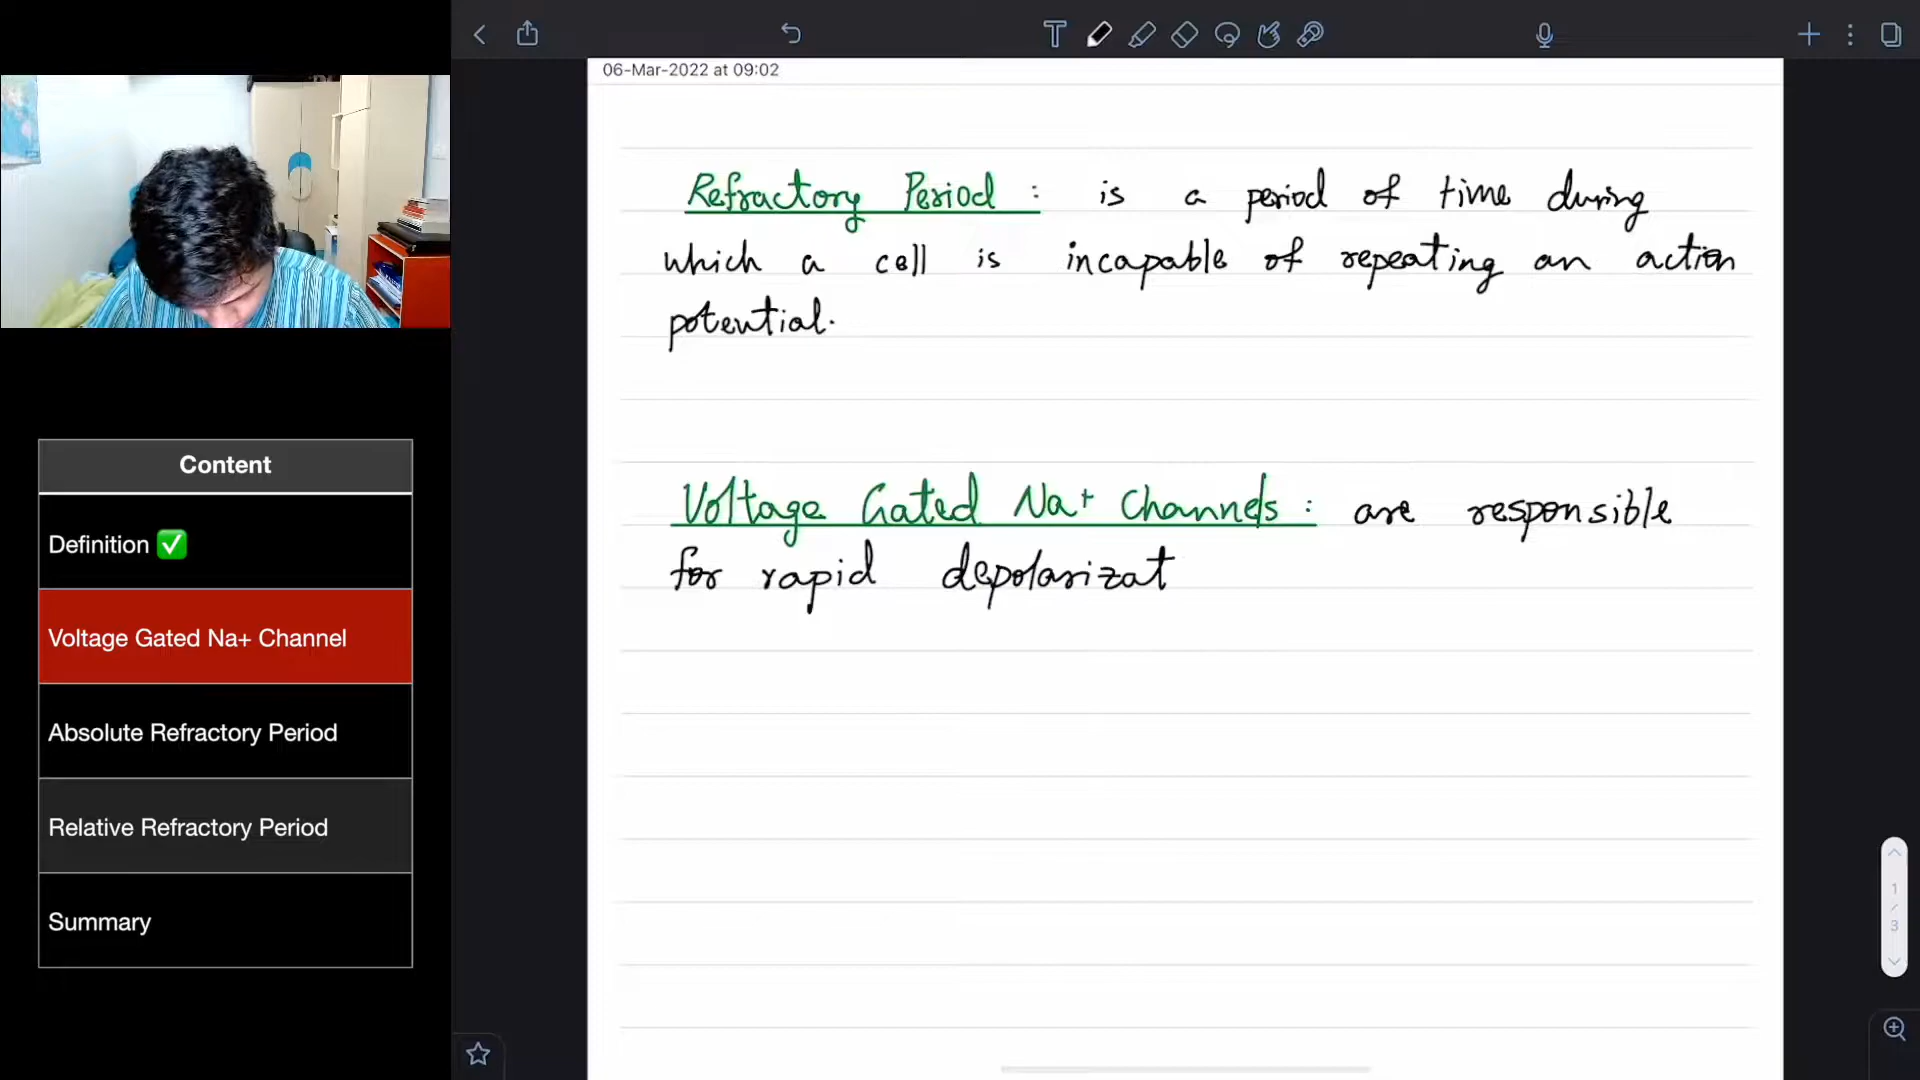 06-Mar-2022 at 09:02
Refractory Period : is a period of time during
which a cell is incapable of repeating an action
potential.
Voltage Gated Na+ Channels : are responsible
for rapid depolarizat
Content
Definition ✅
Voltage Gated Na+ Channel
Absolute Refractory Period
Relative Refractory Period
Summary
1
/
3